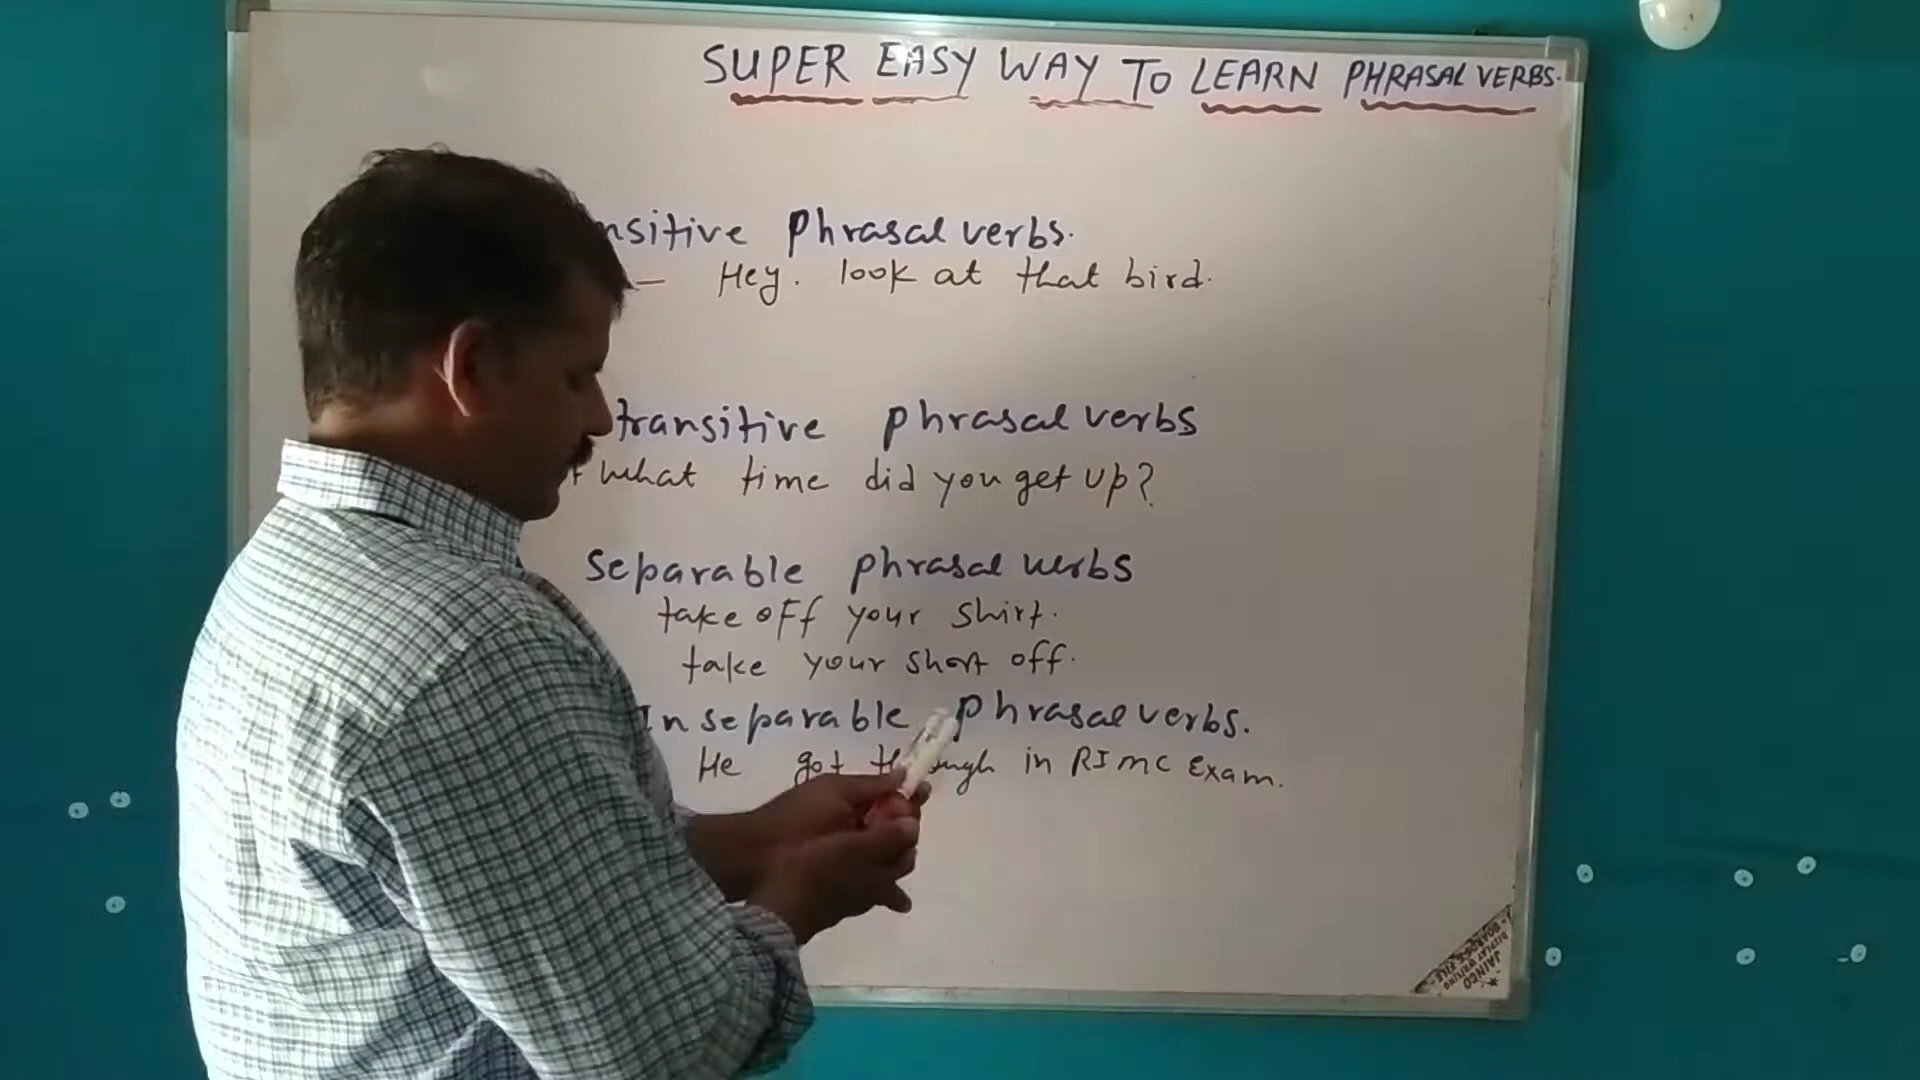 SUPER EASY WAY TO LEARN PHRASAL VERBS.
nsitive phrasal verbs.
— Hey. look at that bird.
transitive phrasal verbs
what time did you get up?
Separable phrasal verbs
take off your shirt.
take your shirt off.
Inseparable phrasal verbs.
He got through in RIMC Exam.
JAINCO